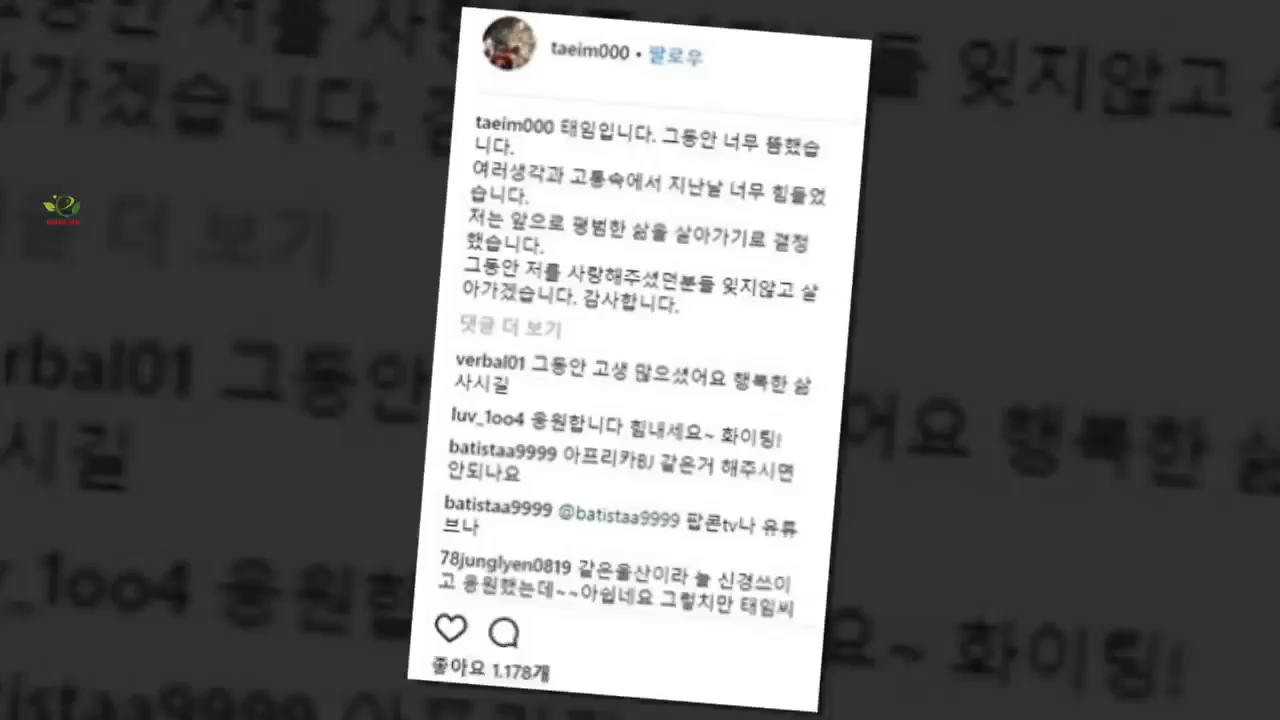 taeim000 • 팔로우
taeim000 태임입니다. 그동안 너무 뜸했습
니다.
여러생각과 고통속에서 지난날 너무 힘들었
습니다.
저는 앞으로 평범한 삶을 살아가기로 결정
했습니다.
그동안 저를 사랑해주셨던분들 잊지않고 살
아가겠습니다. 감사합니다.
댓글 더 보기
verbal01 그동안 고생 많으셨어요 행복한 삶
사시길
luv_1oo4 응원합니다 힘내세요~ 화이팅!
batistaa9999 아프리카BJ 같은거 해주시면
안되나요
batistaa9999 @batistaa9999 팝콘tv나 유튜
브나
78junglyen0819 같은울산이라 늘 신경쓰이
고 응원했는데~~아쉽네요 그렇지만 태임씨
좋아요 1,178개